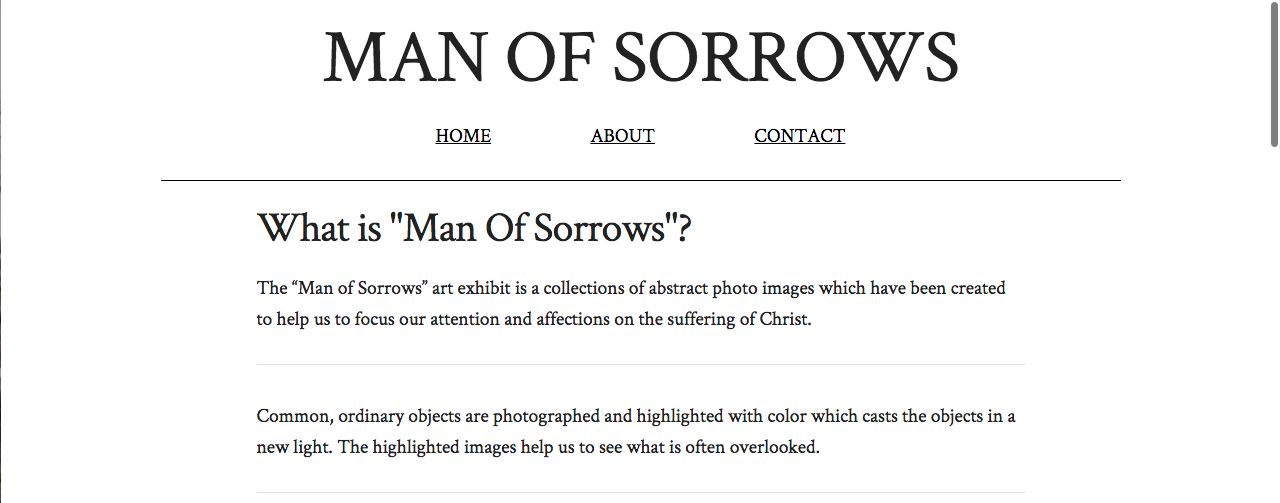 MAN OF SORROWS
HOME ABOUT CONTACT
What is "Man Of Sorrows"?
The “Man of Sorrows” art exhibit is a collections of abstract photo images which have been created
to help us to focus our attention and affections on the suffering of Christ.
Common, ordinary objects are photographed and highlighted with color which casts the objects in a
new light. The highlighted images help us to see what is often overlooked.